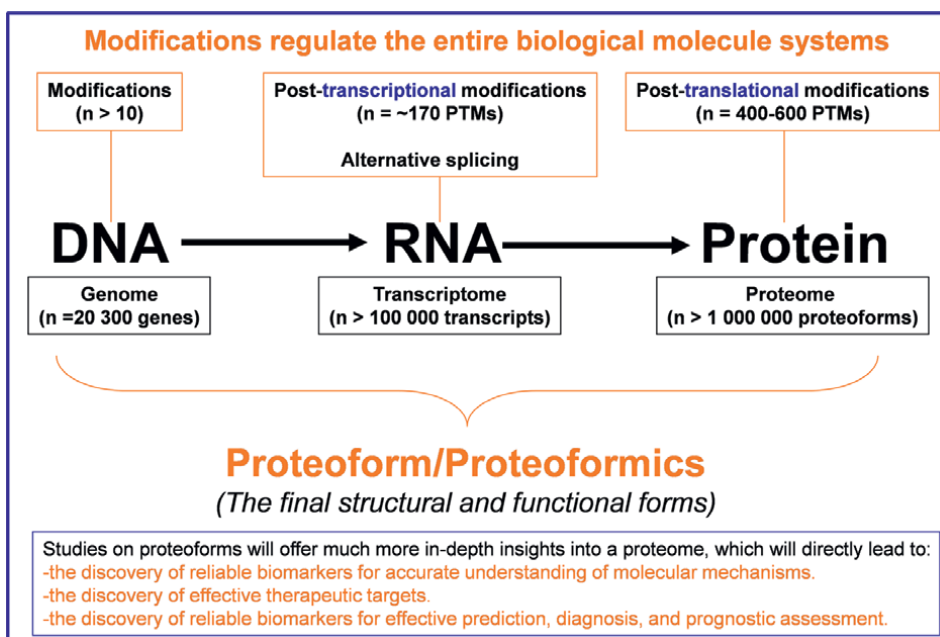 Modifications regulate the entire biological molecule systems
Modifications
(n > 10)
Post-transcriptional modifications
(n = ~170 PTMs)
Alternative splicing
Post-translational modifications
(n = 400-600 PTMs)
DNA
RNA
Protein
Genome
(n =20 300 genes)
Transcriptome
(n > 100 000 transcripts)
Proteome
(n > 1 000 000 proteoforms)
Proteoform/Proteoformics
(The final structural and functional forms)
Studies on proteoforms will offer much more in-depth insights into a proteome, which will directly lead to:
-the discovery of reliable biomarkers for accurate understanding of molecular mechanisms.
-the discovery of effective therapeutic targets.
-the discovery of reliable biomarkers for effective prediction, diagnosis, and prognostic assessment.